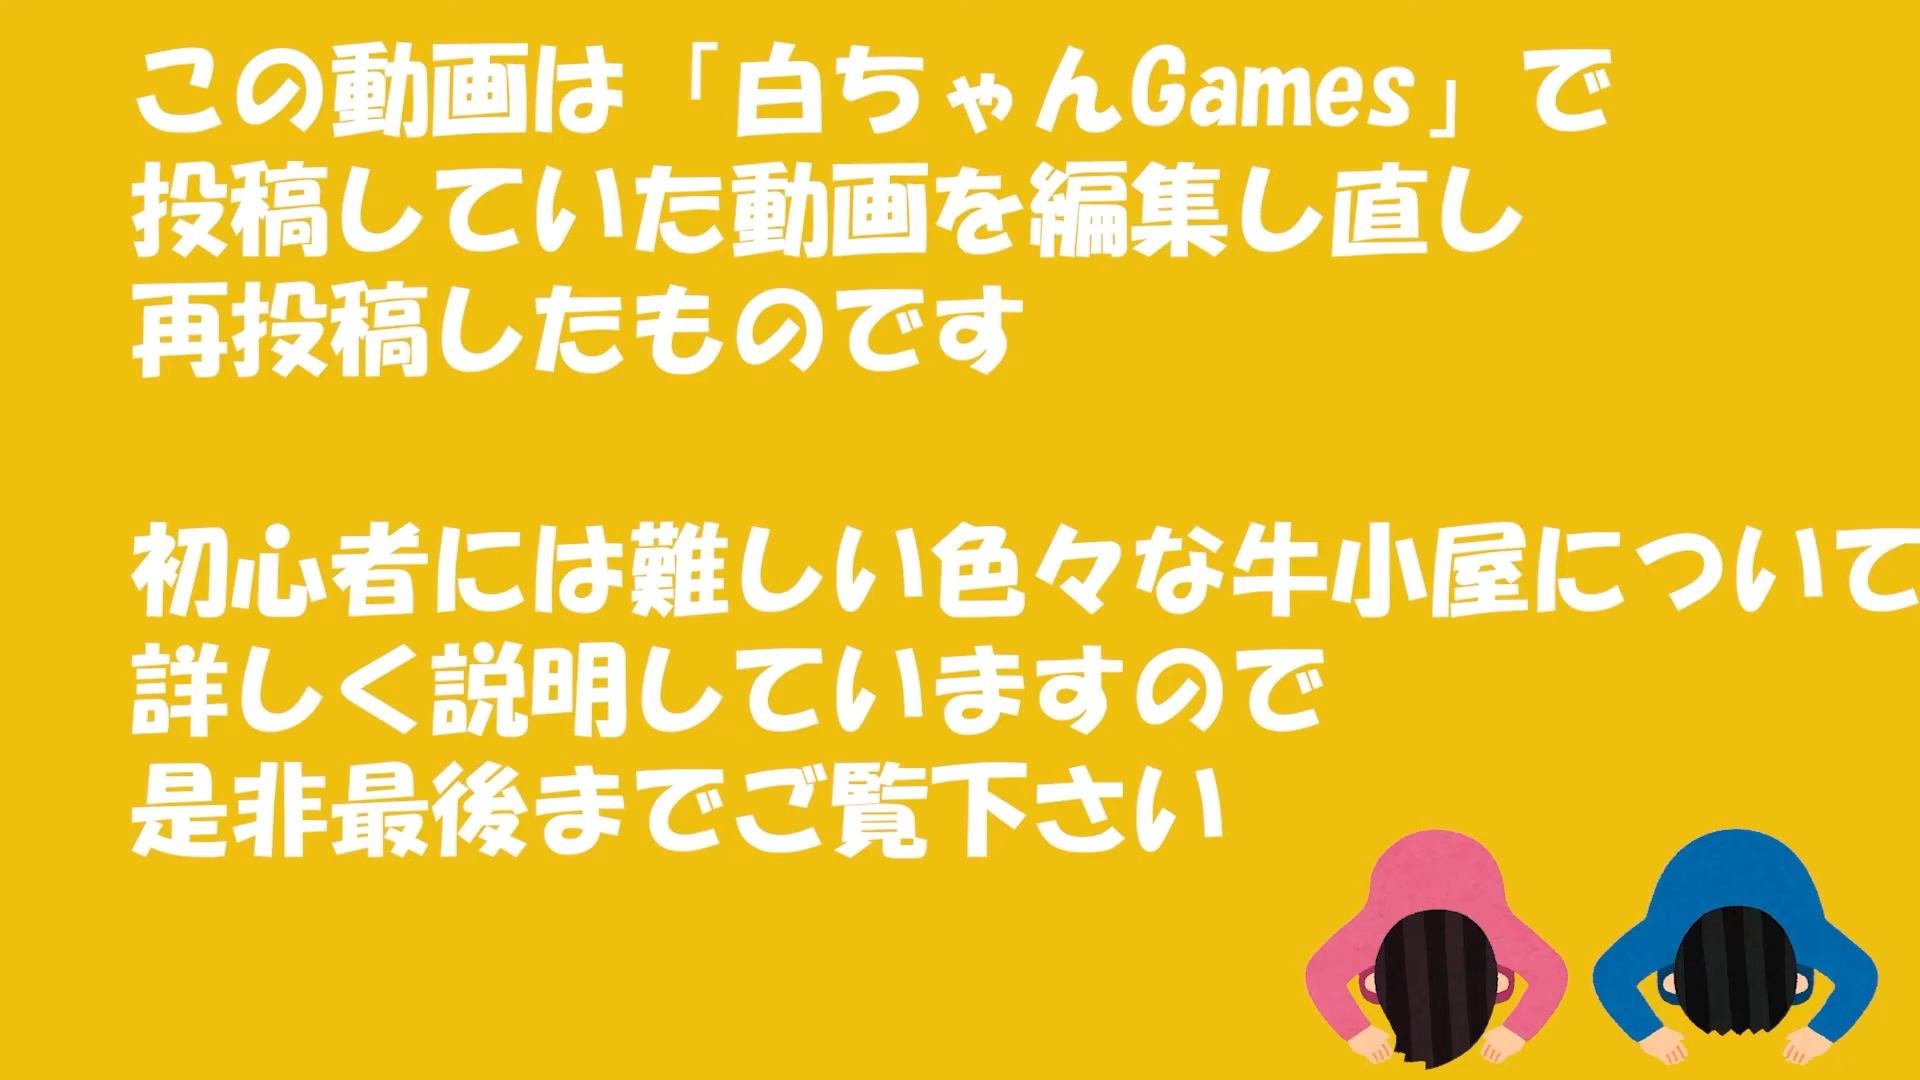 この動画は「白ちゃんGames」で
投稿していた動画を編集し直し
再投稿したものです
初心者には難しい色々な牛小屋について
詳しく説明していますので
是非最後までご覧下さい